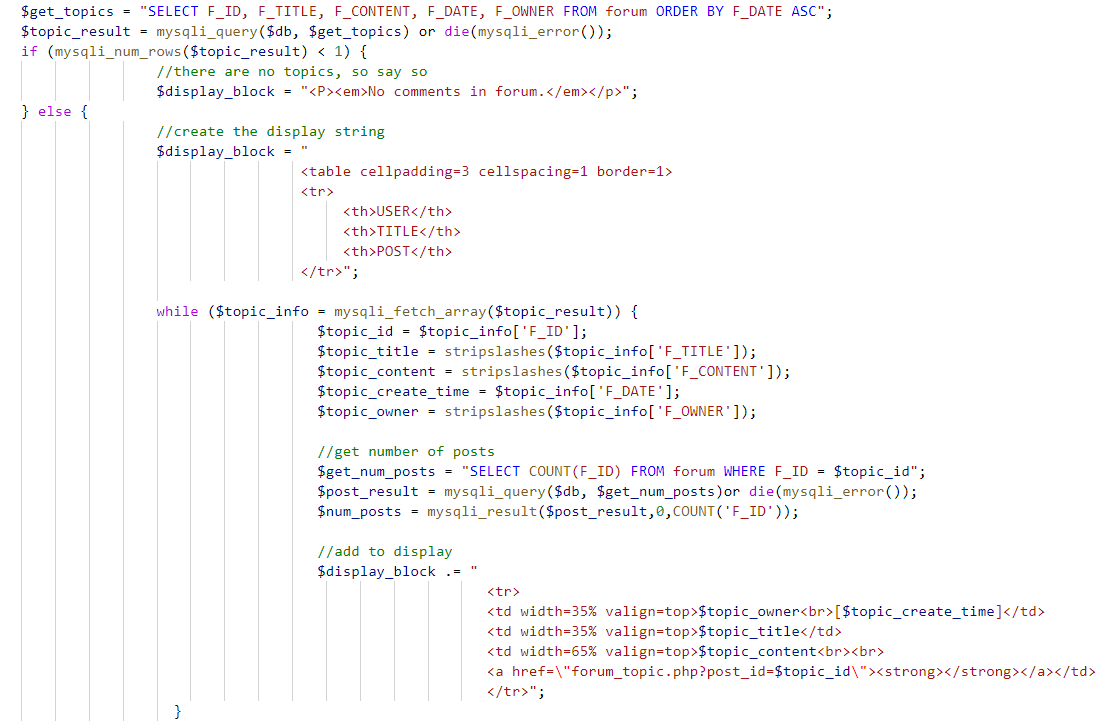 $get_topics = "SELECT F_ID, F_TITLE, F_CONTENT, F_DATE, F_OWNER FROM forum ORDER BY F_DATE ASC";
$topic_result = mysqli_query($db, $get_topics) or die(mysqli_error());
if (mysqli_num_rows($topic_result) < 1) {
//there are no topics, so say so
$display_block = "<P><em>No comments in forum.</em></p>";
} else {
//create the display string
$display_block = "
<table cellpadding=3 cellspacing=1 border=1>
<tr>
<th>USER</th>
<th>TITLE</th>
<th>POST</th>
</tr>";
while ($topic_info = mysqli_fetch_array($topic_result)) {
$topic_id = $topic_info['F_ID'];
$topic_title = stripslashes($topic_info['F_TITLE']);
$topic_content = stripslashes($topic_info['F_CONTENT']);
$topic_create_time = $topic_info['F_DATE'];
$topic_owner = stripslashes($topic_info['F_OWNER']);
//get number of posts
$get_num_posts = "SELECT COUNT(F_ID) FROM forum WHERE F_ID = $topic_id";
$post_result = mysqli_query($db, $get_num_posts)or die(mysqli_error());
$num_posts = mysqli_result($post_result,0,COUNT('F_ID'));
//add to display
$display_block .= "
<tr>
<td width=35% valign=top>$topic_owner<br>[$topic_create_time]</td>
<td width=35% valign=top>$topic_title</td>
<td width=65% valign=top>$topic_content<br><br>
<a href=\"forum_topic.php?post_id=$topic_id\"><strong></strong></a></td>
</tr>";
}